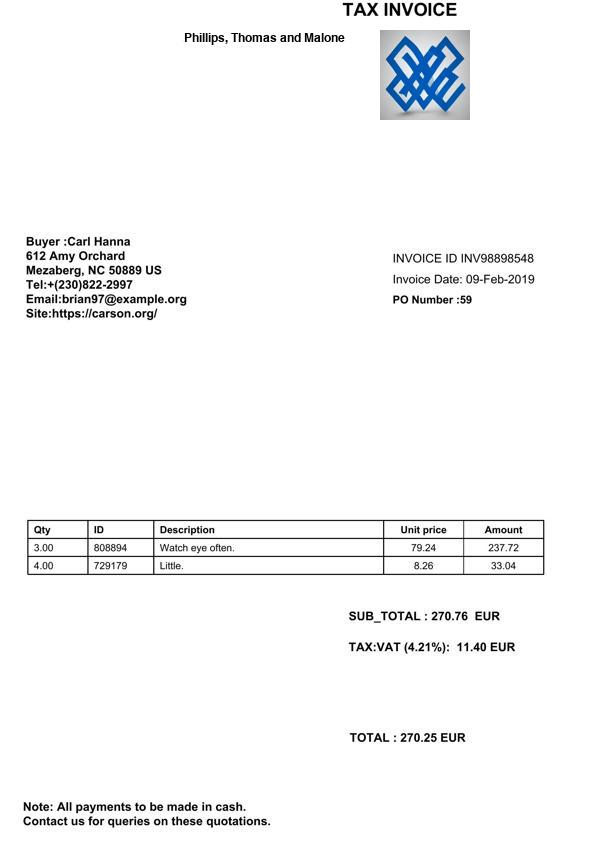 TAX INVOICE
Phillips, Thomas and Malone
Buyer :Carl Hanna
612 Amy Orchard
Mezaberg, NC 50889 US
Tel:+(230)822-2997
Email:brian97@example.org
Site:https://carson.org/
INVOICE ID INV98898548
Invoice Date: 09-Feb-2019
PO Number :59
Qty ID Description Unit price Amount
3.00 808894 Watch eye often. 79.24 237.72
4.00 729179 Little. 8.26 33.04
SUB_TOTAL : 270.76 EUR
TAX:VAT (4.21%): 11.40 EUR
TOTAL : 270.25 EUR
Note: All payments to be made in cash.
Contact us for queries on these quotations.